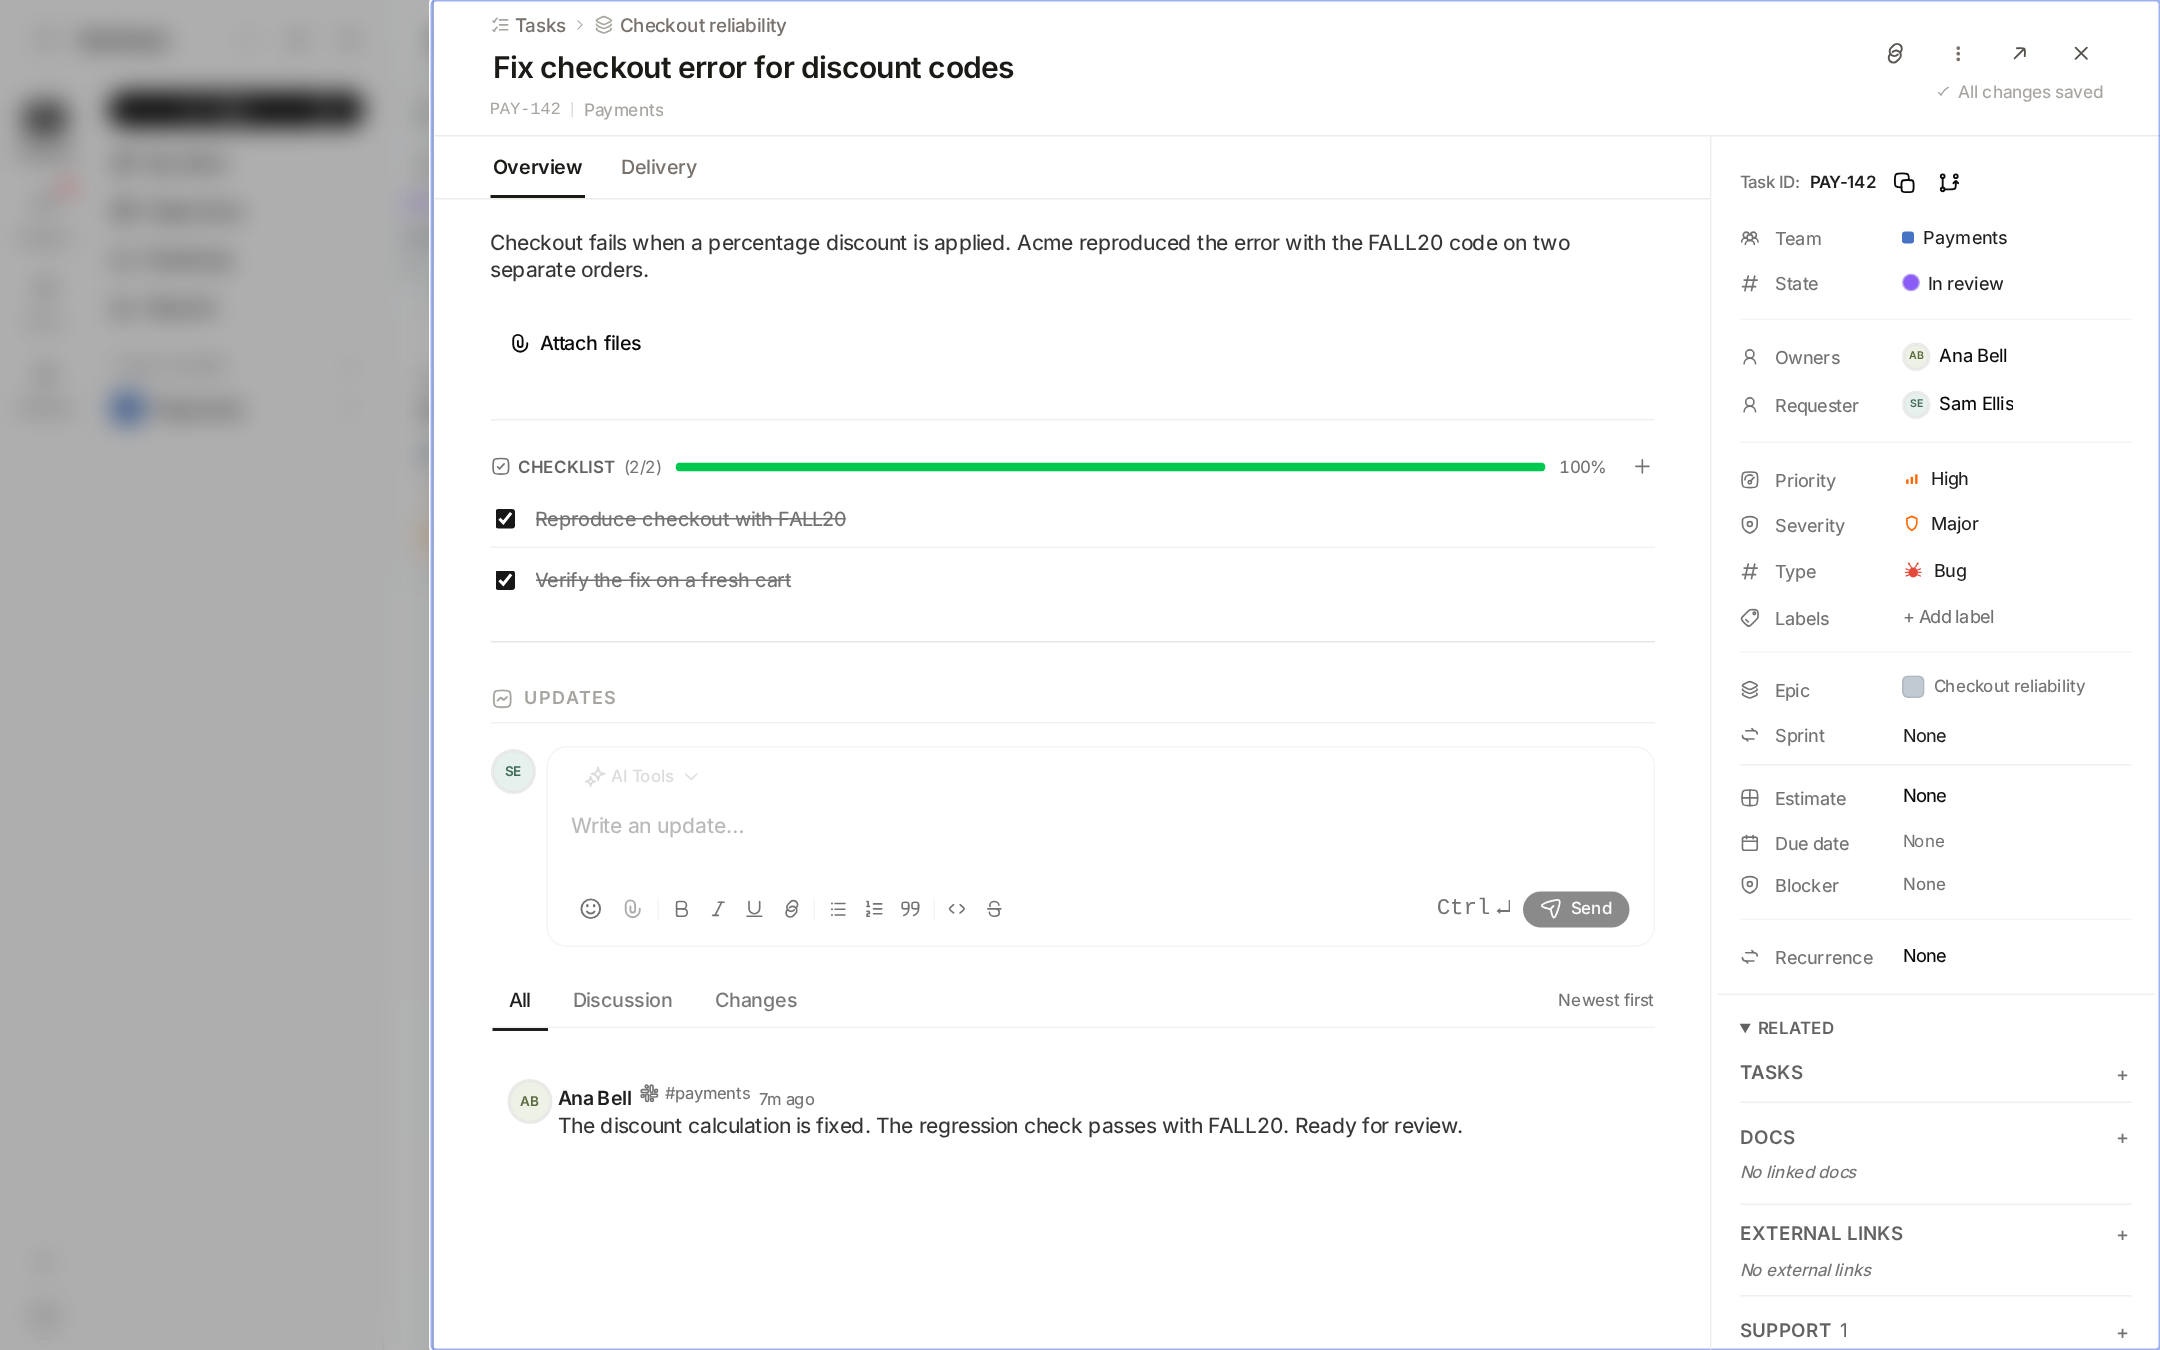 Tasks > Checkout reliability
Fix checkout error for discount codes
PAY-142 | Payments
All changes saved
Overview Delivery
Checkout fails when a percentage discount is applied. Acme reproduced the error with the FALL20 code on two
separate orders.
Attach files
CHECKLIST (2/2) 100%
Reproduce checkout with FALL20
Verify the fix on a fresh cart
UPDATES
SE
AI Tools
Write an update...
Ctrl ↵ Send
All Discussion Changes Newest first
AB Ana Bell #payments 7m ago
The discount calculation is fixed. The regression check passes with FALL20. Ready for review.
Task ID: PAY-142
Team Payments
State In review
Owners AB Ana Bell
Requester SE Sam Ellis
Priority High
Severity Major
Type Bug
Labels + Add label
Epic Checkout reliability
Sprint None
Estimate None
Due date None
Blocker None
Recurrence None
▼ RELATED
TASKS +
DOCS +
No linked docs
EXTERNAL LINKS +
No external links
SUPPORT 1 +